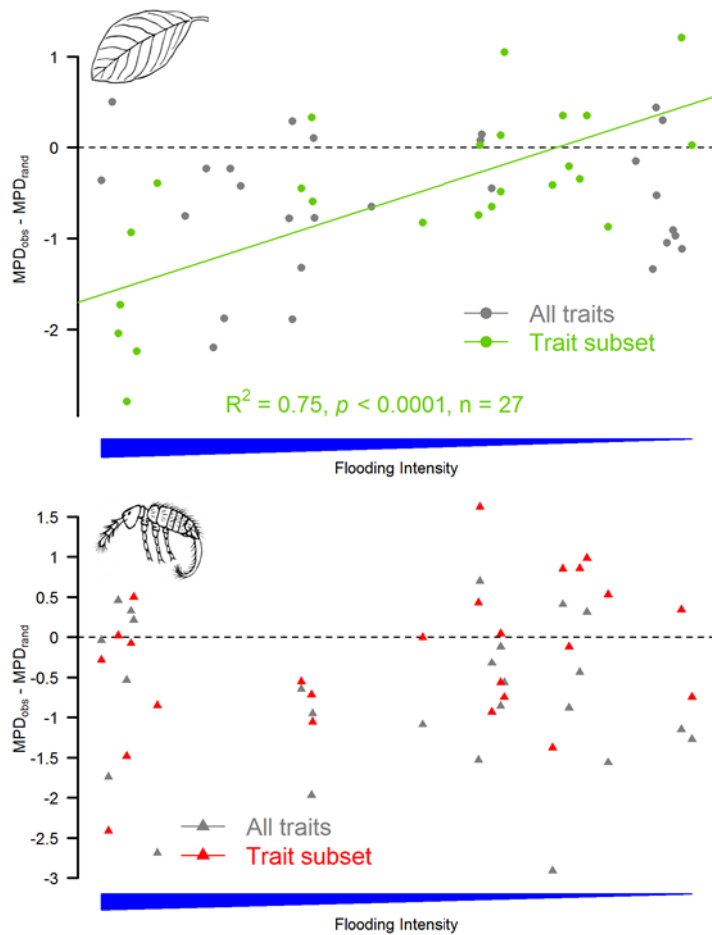 1
0
-1
-2
MPDobs - MPDrand
All traits
Trait subset
R2 = 0.75, p < 0.0001, n = 27
Flooding Intensity
1.5
1
0.5
0
-0.5
-1
-1.5
-2
-2.5
-3
MPDobs - MPDrand
All traits
Trait subset
Flooding Intensity